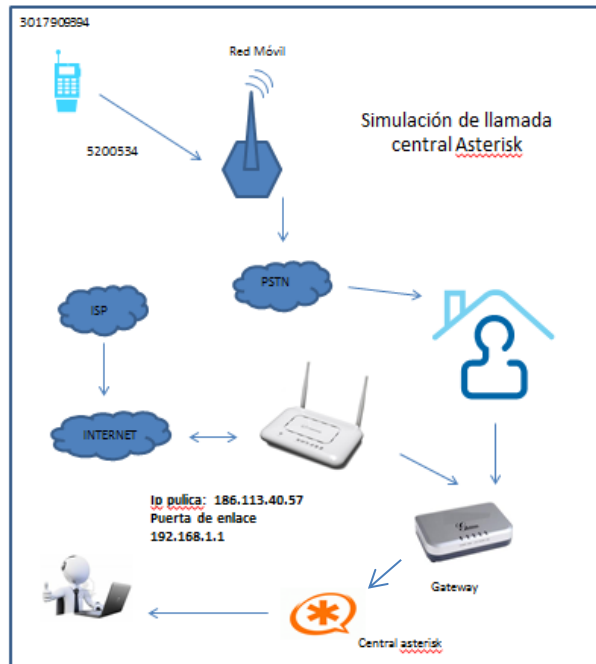 3017909394
Red Móvil
Simulación de llamada
central Asterisk
5200534
PSTN
ISP
INTERNET
Ip pulica: 186.113.40.57
Puerta de enlace
192.168.1.1
Gateway
Central asterisk